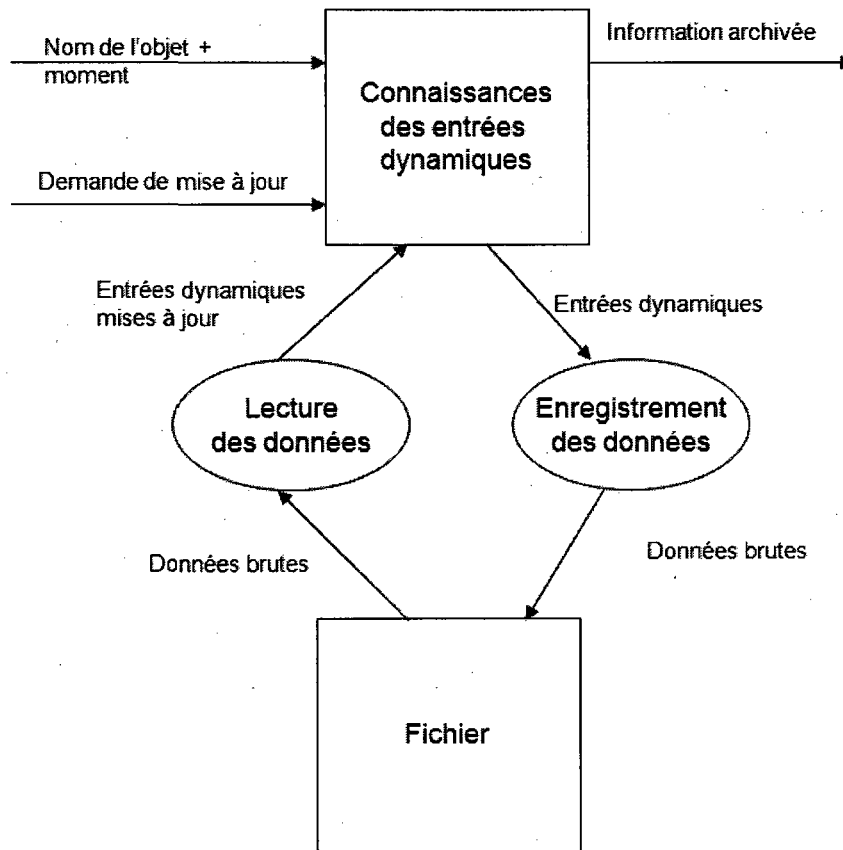 Information archivée
Nom de l'objet +
moment
Connaissances
des entrées
dynamiques
Demande de mise à jour
Entrées dynamiques
mises à jour
Entrées dynamiques
Lecture
des données
Enregistrement
des données
Données brutes
Données brutes
Fichier